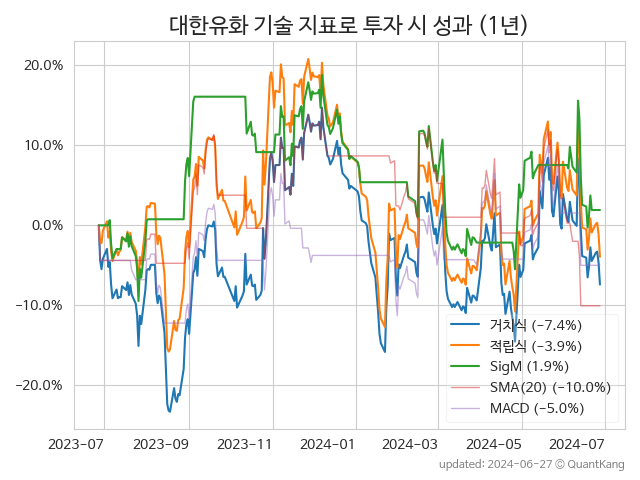 대한유화 기술 지표로 투자 시 성과 (1년)
20.0%
10.0%
0.0%
−10.0%
−20.0%
거치식 (−7.4%)
적립식 (−3.9%)
SigM (1.9%)
SMA(20) (−10.0%)
MACD (−5.0%)
2023-07 2023-09 2023-11 2024-01 2024-03 2024-05 2024-07
updated: 2024-06-27 © QuantKang